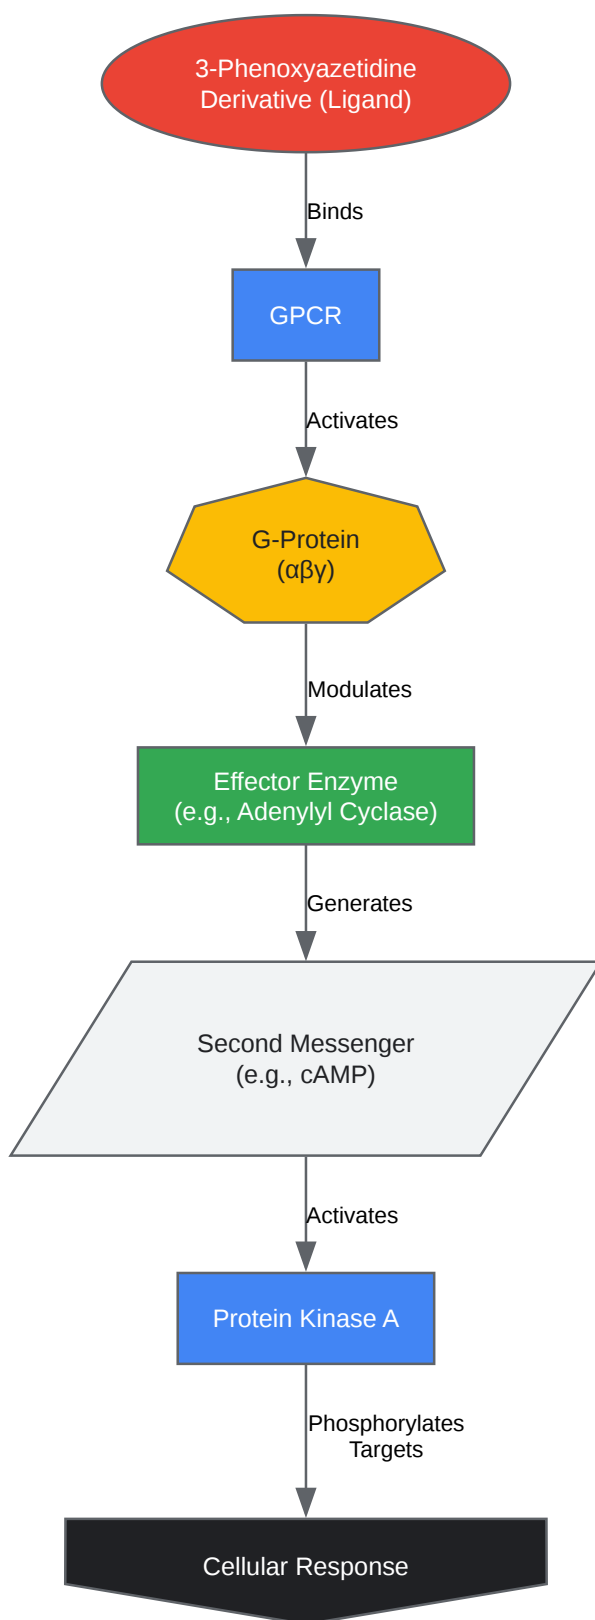 3-Phenoxyazetidine
Derivative (Ligand)
Binds
GPCR
Activates
G-Protein
(αβγ)
Modulates
Effector Enzyme
(e.g., Adenylyl Cyclase)
Generates
Second Messenger
(e.g., cAMP)
Activates
Protein Kinase A
Phosphorylates
Targets
Cellular Response